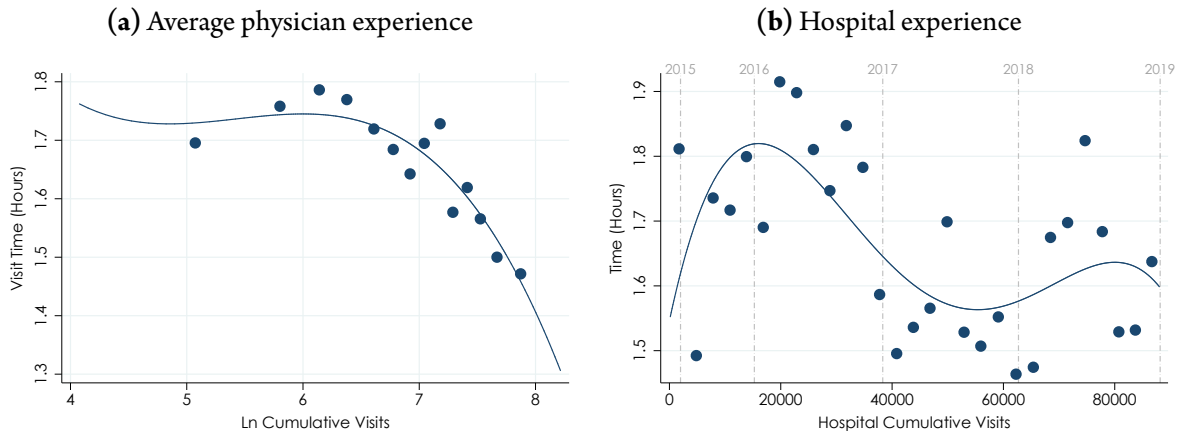 (a) Average physician experience
1.8
1.7
1.6
1.5
1.4
1.3
Visit Time (Hours)
4 5 6 7 8
Ln Cumulative Visits
(b) Hospital experience
2015 2016 2017 2018 2019
1.9
1.8
1.7
1.6
1.5
Time (Hours)
0 20000 40000 60000 80000
Hospital Cumulative Visits